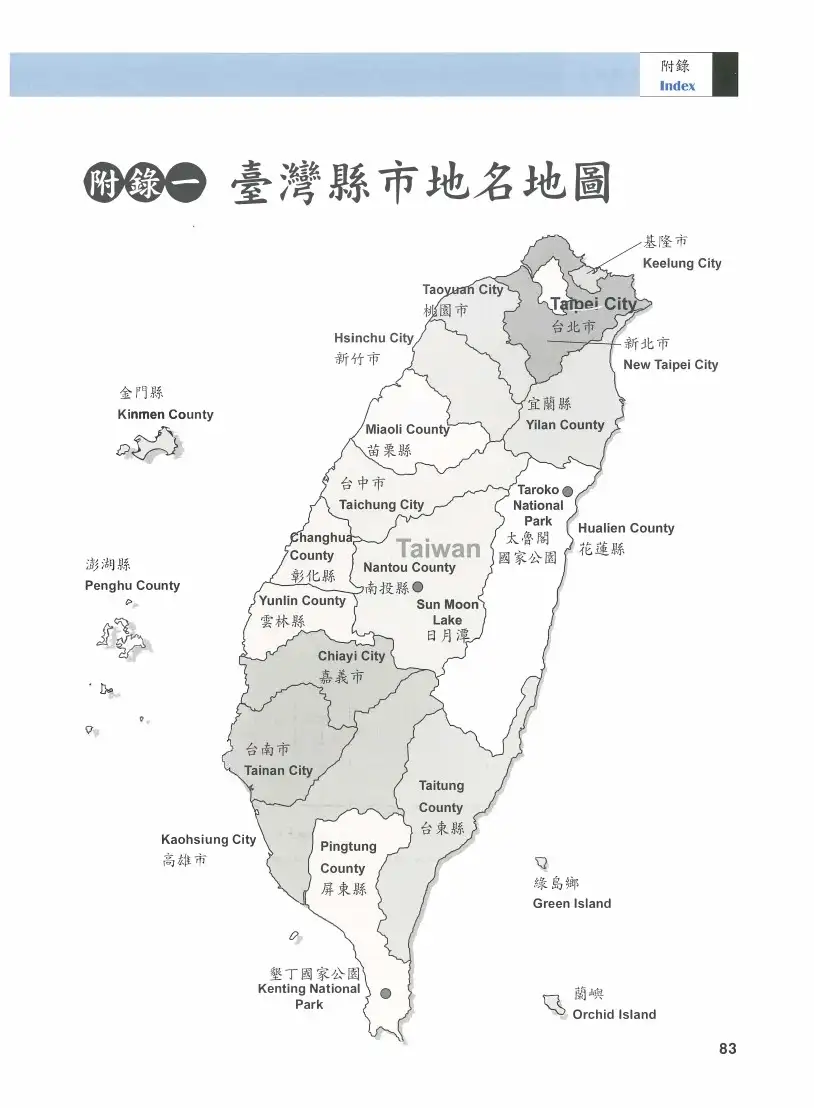 附錄
Index
附錄一 臺灣縣市地名地圖
基隆市
Keelung City
Taoyuan City
桃園市
Taipei City
台北市
Hsinchu City
新竹市
新北市
New Taipei City
金門縣
Kinmen County
宜蘭縣
Yilan County
Miaoli County
苗栗縣
台中市
Taichung City
Taroko
National
Park
太魯閣
國家公園
Hualien County
花蓮縣
Changhua
County
彰化縣
Taiwan
Nantou County
南投縣
澎湖縣
Penghu County
Yunlin County
雲林縣
Sun Moon
Lake
日月潭
Chiayi City
嘉義市
台南市
Tainan City
Taitung
County
台東縣
Kaohsiung City
高雄市
Pingtung
County
屏東縣
綠島鄉
Green Island
墾丁國家公園
Kenting National
Park
蘭嶼
Orchid Island
83